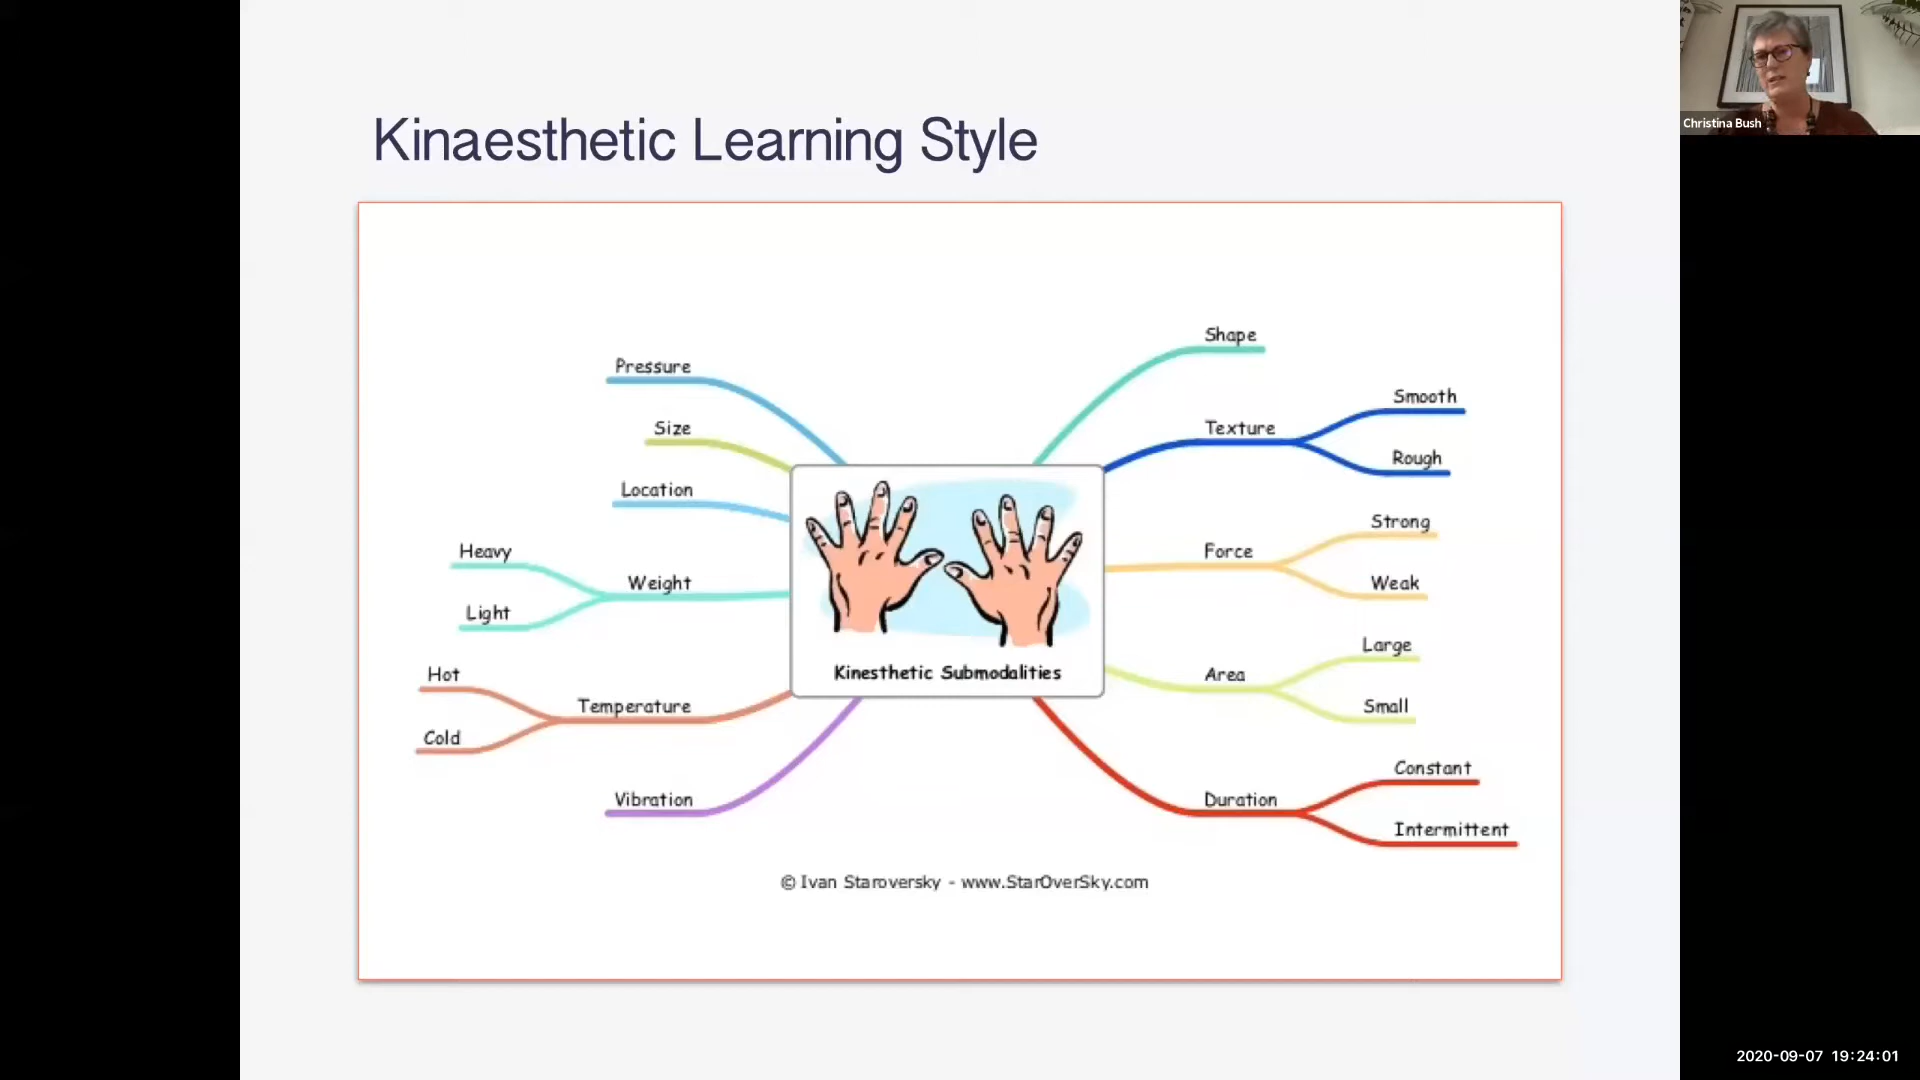 Kinaesthetic Learning Style
Christina Bush
Pressure
Size
Location
Heavy
Light
Weight
Hot
Cold
Temperature
Vibration
Kinesthetic Submodalities
Shape
Texture
Smooth
Rough
Force
Strong
Weak
Area
Large
Small
Duration
Constant
Intermittent
© Ivan Staroversky - www.StarOverSky.com
2020-09-07 19:24:01